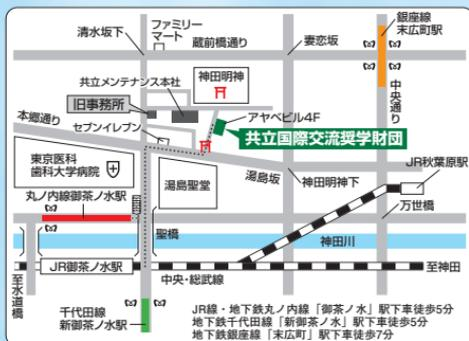 清水坂下
ファミリー
マート
蔵前橋通り
妻恋坂
銀座線
末広町駅
共立メンテナンス本社
神田明神
中央通り
旧事務所
本郷通り
セブンイレブン
アヤベビル4F
共立国際交流奨学財団
東京医科
歯科大学病院
湯島聖堂
湯島坂
神田明神下
JR秋葉原駅
丸ノ内線御茶ノ水駅
万世橋
聖橋
神田川
至水道橋
JR御茶ノ水駅
中央・総武線
至神田
千代田線
新御茶ノ水駅
JR線・地下鉄丸ノ内線「御茶ノ水」駅下車徒歩5分
地下鉄千代田線「新御茶ノ水」駅下車徒歩5分
地下鉄銀座線「末広町」駅下車徒歩7分